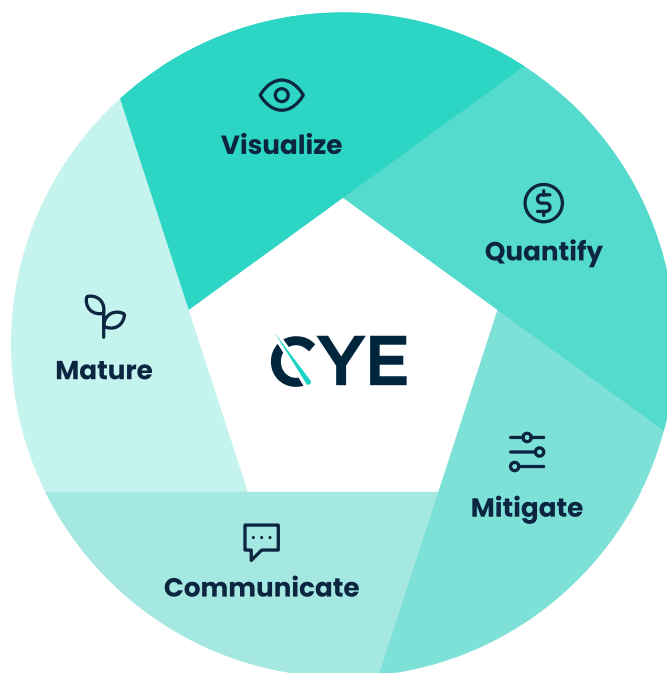 Visualize
Quantify
Mitigate
Communicate
Mature
CYE